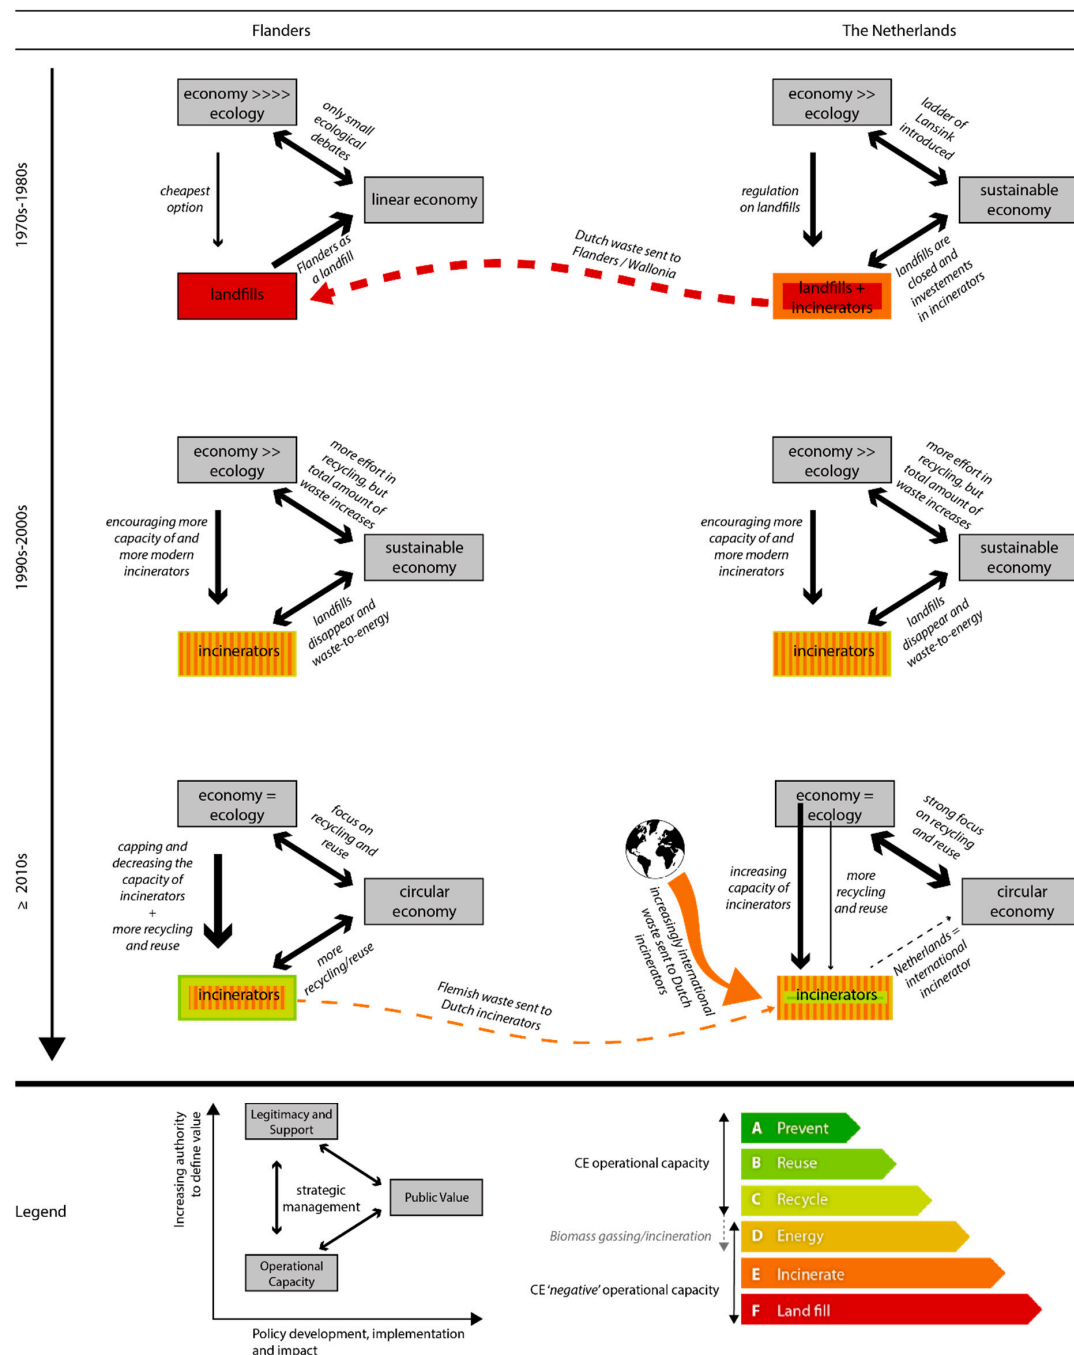 Flanders
The Netherlands
1970s-1980s
economy >>>>
ecology
only small
ecological
debates
cheapest
option
linear economy
Flanders as
a landfill
landfills
Dutch waste sent to
Flanders / Wallonia
economy >>
ecology
ladder of
Lansink
introduced
regulation
on landfills
sustainable
economy
landfills are
closed and
investements
in incinerators
landfills +
incinerators
1990s-2000s
economy >>
ecology
more effort in
recycling, but
total amount of
waste increases
encouraging more
capacity of and
more modern
incinerators
sustainable
economy
landfills
disappear and
waste-to-energy
incinerators
economy >>
ecology
more effort in
recycling, but
total amount of
waste increases
encouraging more
capacity of and
more modern
incinerators
sustainable
economy
landfills
disappear and
waste-to-energy
incinerators
≥ 2010s
economy =
ecology
focus on
recycling and
reuse
capping and
decreasing the
capacity of
incinerators
+
more recycling
and reuse
circular
economy
more
recycling/reuse
incinerators
Flemish waste sent to
Dutch incinerators
increasingly international
waste sent to Dutch
incinerators
economy =
ecology
strong focus
on recycling
and reuse
increasing
capacity of
incinerators
more
recycling
and reuse
circular
economy
Netherlands =
international
incinerator
incinerators
Legend
Increasing authority
to define value
Legitimacy and
Support
strategic
management
Public Value
Operational
Capacity
Policy development, implementation
and impact
CE operational capacity
Biomass gassing/incineration
CE 'negative' operational capacity
A Prevent
B Reuse
C Recycle
D Energy
E Incinerate
F Land fill